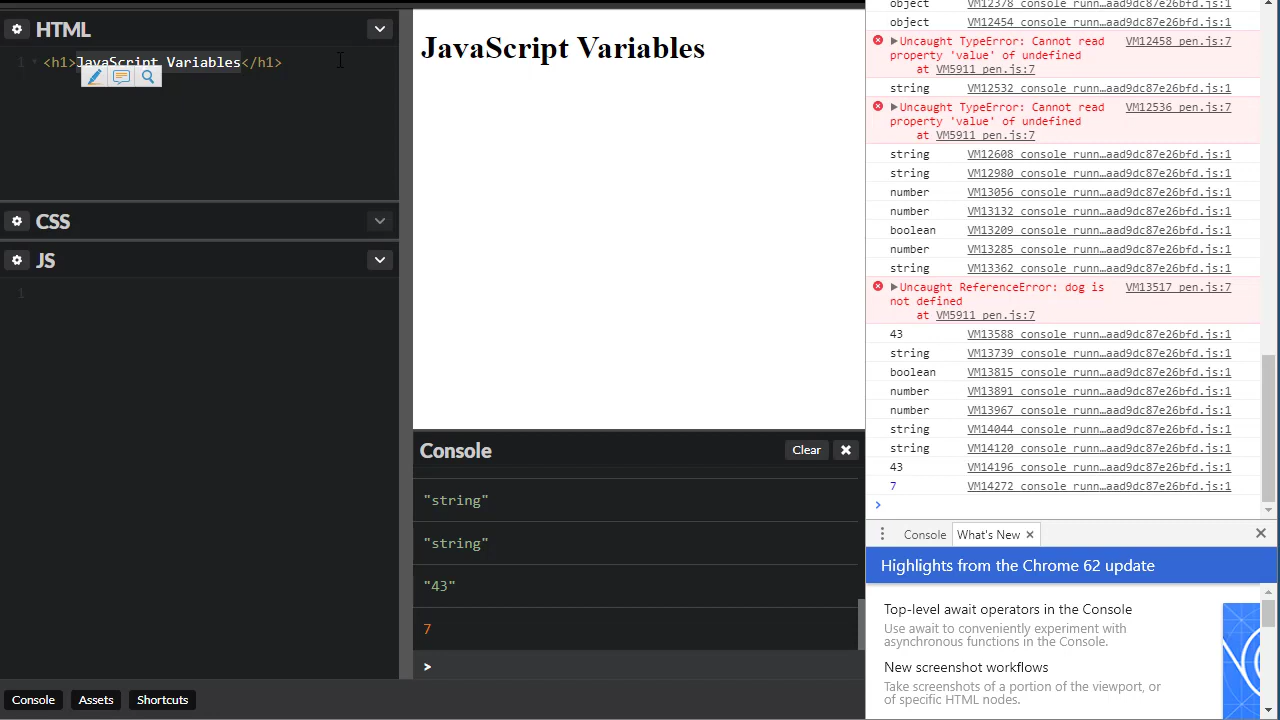 HTML
1 <h1>JavaScript Variables</h1>
CSS
JS
1
JavaScript Variables
Console
Clear
"string"
"string"
"43"
7
>
Console Assets Shortcuts
object VM12378 console_runn…aad9dc87e26bfd.js:1
object VM12454 console_runn…aad9dc87e26bfd.js:1
Uncaught TypeError: Cannot read VM12458 pen.js:7
property 'value' of undefined
at VM5911 pen.js:7
string VM12532 console_runn…aad9dc87e26bfd.js:1
Uncaught TypeError: Cannot read VM12536 pen.js:7
property 'value' of undefined
at VM5911 pen.js:7
string VM12608 console_runn…aad9dc87e26bfd.js:1
string VM12980 console_runn…aad9dc87e26bfd.js:1
number VM13056 console_runn…aad9dc87e26bfd.js:1
number VM13132 console_runn…aad9dc87e26bfd.js:1
boolean VM13209 console_runn…aad9dc87e26bfd.js:1
number VM13285 console_runn…aad9dc87e26bfd.js:1
string VM13362 console_runn…aad9dc87e26bfd.js:1
Uncaught ReferenceError: dog is VM13517 pen.js:7
not defined
at VM5911 pen.js:7
43 VM13588 console_runn…aad9dc87e26bfd.js:1
string VM13739 console_runn…aad9dc87e26bfd.js:1
boolean VM13815 console_runn…aad9dc87e26bfd.js:1
number VM13891 console_runn…aad9dc87e26bfd.js:1
number VM13967 console_runn…aad9dc87e26bfd.js:1
string VM14044 console_runn…aad9dc87e26bfd.js:1
string VM14120 console_runn…aad9dc87e26bfd.js:1
43 VM14196 console_runn…aad9dc87e26bfd.js:1
7 VM14272 console_runn…aad9dc87e26bfd.js:1
Console What's New
Highlights from the Chrome 62 update
Top-level await operators in the Console
Use await to conveniently experiment with
asynchronous functions in the Console.
New screenshot workflows
Take screenshots of a portion of the viewport, or
of specific HTML nodes.